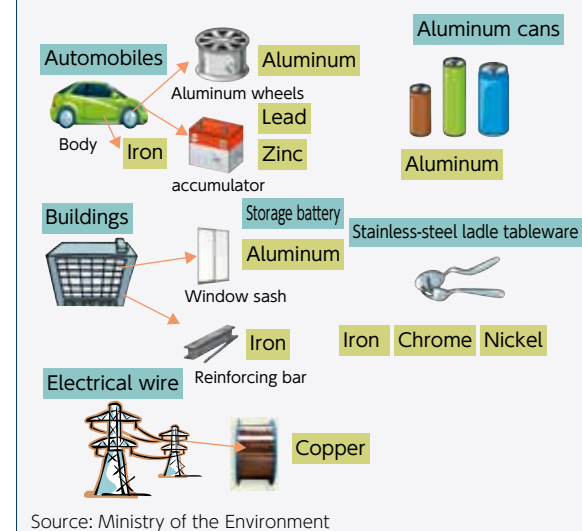 Automobiles
Aluminum
Aluminum wheels
Body
Iron
Lead
Zinc
accumulator
Aluminum cans
Aluminum
Buildings
Storage battery
Aluminum
Window sash
Iron
Reinforcing bar
Stainless-steel ladle tableware
Iron Chrome Nickel
Electrical wire
Copper
Source: Ministry of the Environment